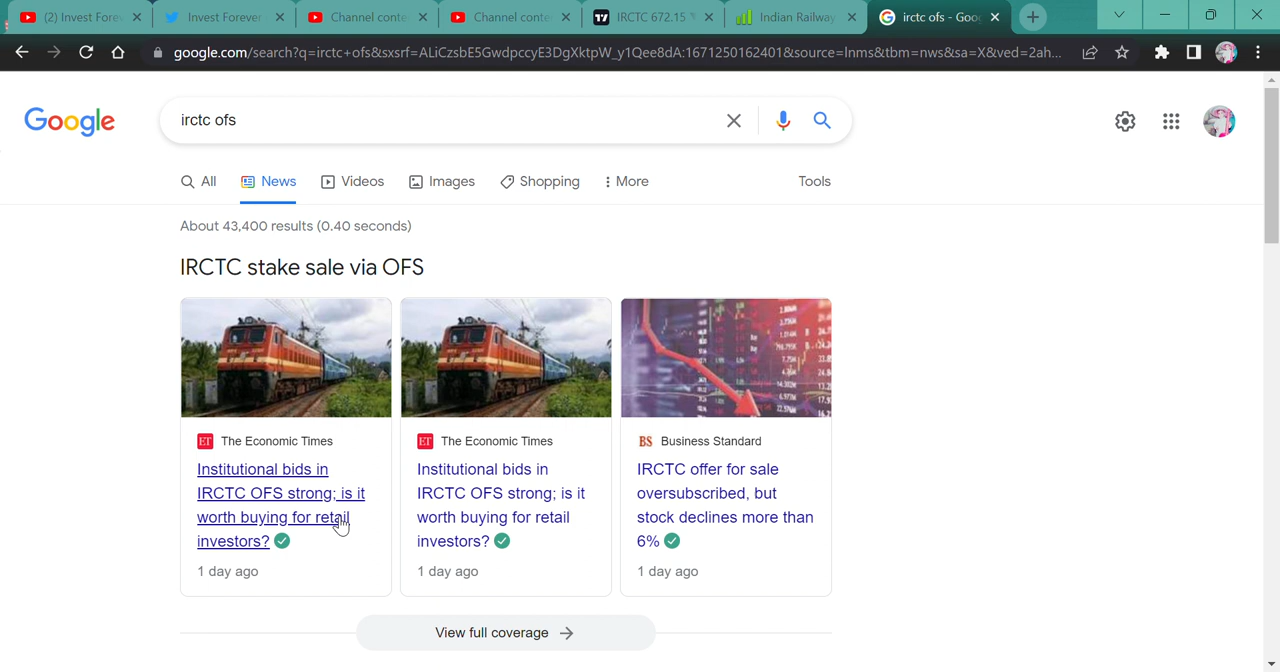 (2) Invest Fore
Invest Forever
Channel conte
Channel conte
IRCTC 672.15
Indian Railway
irctc ofs - Goo
google.com/search?q=irctc+ofs&sxsrf=ALiCzsbE5GwdpccyE3DgXktpW_y1Qee8dA:1671250162401&source=lnms&tbm=nws&sa=X&ved=2ah...
Google
irctc ofs
All
News
Videos
Images
Shopping
More
Tools
About 43,400 results (0.40 seconds)
IRCTC stake sale via OFS
ET The Economic Times
Institutional bids in
IRCTC OFS strong; is it
worth buying for retail
investors?
1 day ago
ET The Economic Times
Institutional bids in
IRCTC OFS strong; is it
worth buying for retail
investors?
1 day ago
BS Business Standard
IRCTC offer for sale
oversubscribed, but
stock declines more than
6%
1 day ago
View full coverage